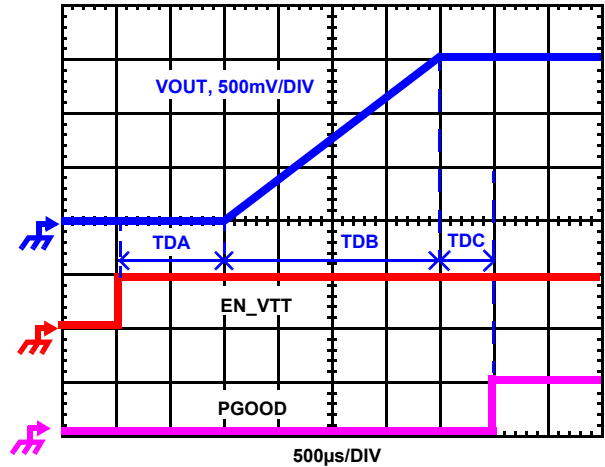 VOUT, 500mV/DIV
TDA
TDB
TDC
EN_VTT
PGOOD
500µs/DIV